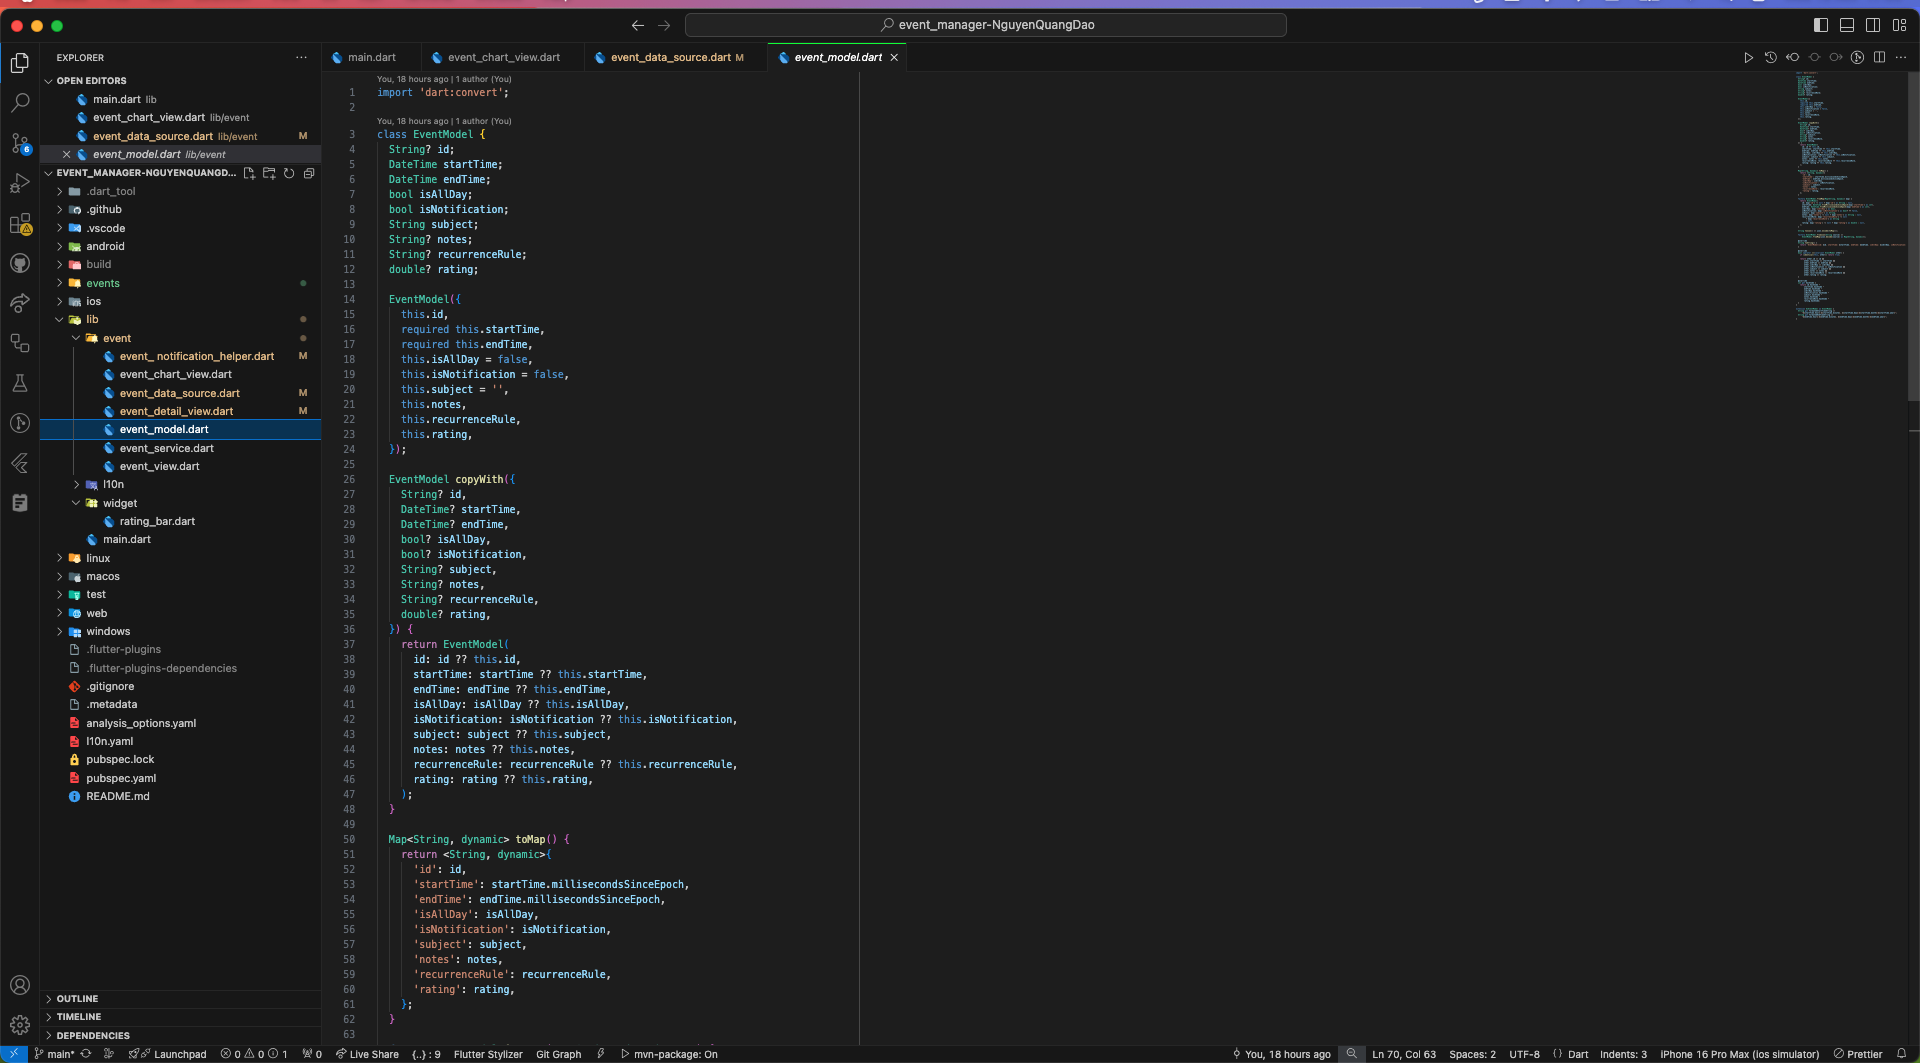 event_manager-NguyenQuangDao
EXPLORER
OPEN EDITORS
main.dart lib
event_chart_view.dart lib/event
event_data_source.dart lib/event M
event_model.dart lib/event
EVENT_MANAGER-NGUYENQUANGD...
.dart_tool
.github
.vscode
android
build
events
ios
lib
event
event_ notification_helper.dart M
event_chart_view.dart
event_data_source.dart M
event_detail_view.dart M
event_model.dart
event_service.dart
event_view.dart
l10n
widget
rating_bar.dart
main.dart
linux
macos
test
web
windows
.flutter-plugins
.flutter-plugins-dependencies
.gitignore
.metadata
analysis_options.yaml
l10n.yaml
pubspec.lock
pubspec.yaml
README.md
OUTLINE
TIMELINE
DEPENDENCIES
6
main.dart event_chart_view.dart event_data_source.dart M event_model.dart
You, 18 hours ago | 1 author (You)
1 import 'dart:convert';
2
You, 18 hours ago | 1 author (You)
3 class EventModel {
4 String? id;
5 DateTime startTime;
6 DateTime endTime;
7 bool isAllDay;
8 bool isNotification;
9 String subject;
10 String? notes;
11 String? recurrenceRule;
12 double? rating;
13
14 EventModel({
15 this.id,
16 required this.startTime,
17 required this.endTime,
18 this.isAllDay = false,
19 this.isNotification = false,
20 this.subject = '',
21 this.notes,
22 this.recurrenceRule,
23 this.rating,
24 });
25
26 EventModel copyWith({
27 String? id,
28 DateTime? startTime,
29 DateTime? endTime,
30 bool? isAllDay,
31 bool? isNotification,
32 String? subject,
33 String? notes,
34 String? recurrenceRule,
35 double? rating,
36 }) {
37 return EventModel(
38 id: id ?? this.id,
39 startTime: startTime ?? this.startTime,
40 endTime: endTime ?? this.endTime,
41 isAllDay: isAllDay ?? this.isAllDay,
42 isNotification: isNotification ?? this.isNotification,
43 subject: subject ?? this.subject,
44 notes: notes ?? this.notes,
45 recurrenceRule: recurrenceRule ?? this.recurrenceRule,
46 rating: rating ?? this.rating,
47 );
48 }
49
50 Map<String, dynamic> toMap() {
51 return <String, dynamic>{
52 'id': id,
53 'startTime': startTime.millisecondsSinceEpoch,
54 'endTime': endTime.millisecondsSinceEpoch,
55 'isAllDay': isAllDay,
56 'isNotification': isNotification,
57 'subject': subject,
58 'notes': notes,
59 'recurrenceRule': recurrenceRule,
60 'rating': rating,
61 };
62 }
63
main* Launchpad 0 0 1 0 Live Share {..} : 9 Flutter Stylizer Git Graph mvn-package: On You, 18 hours ago Ln 70, Col 63 Spaces: 2 UTF-8 {} Dart Indents: 3 iPhone 16 Pro Max (ios simulator) Prettier